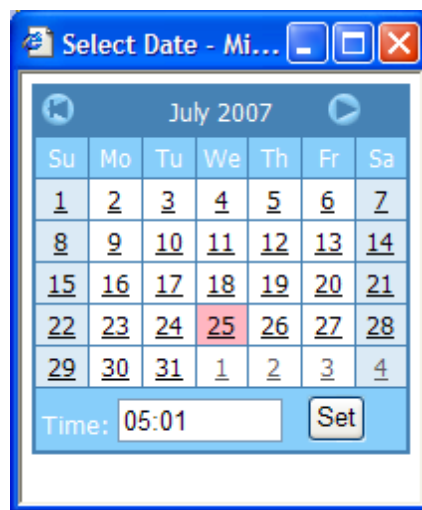 Select Date - Mi...
July 2007
Su Mo Tu We Th Fr Sa
1 2 3 4 5 6 7
8 9 10 11 12 13 14
15 16 17 18 19 20 21
22 23 24 25 26 27 28
29 30 31 1 2 3 4
Time: 05:01 Set